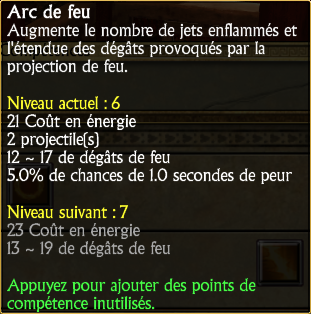 Arc de feu
Augmente le nombre de jets enflammés et
l'étendue des dégâts provoqués par la
projection de feu.
Niveau actuel : 6
21 Coût en énergie
2 projectile(s)
12 ~ 17 de dégâts de feu
5.0% de chances de 1.0 secondes de peur
Niveau suivant : 7
23 Coût en énergie
13 ~ 19 de dégâts de feu
Appuyez pour ajouter des points de
compétence inutilisés.